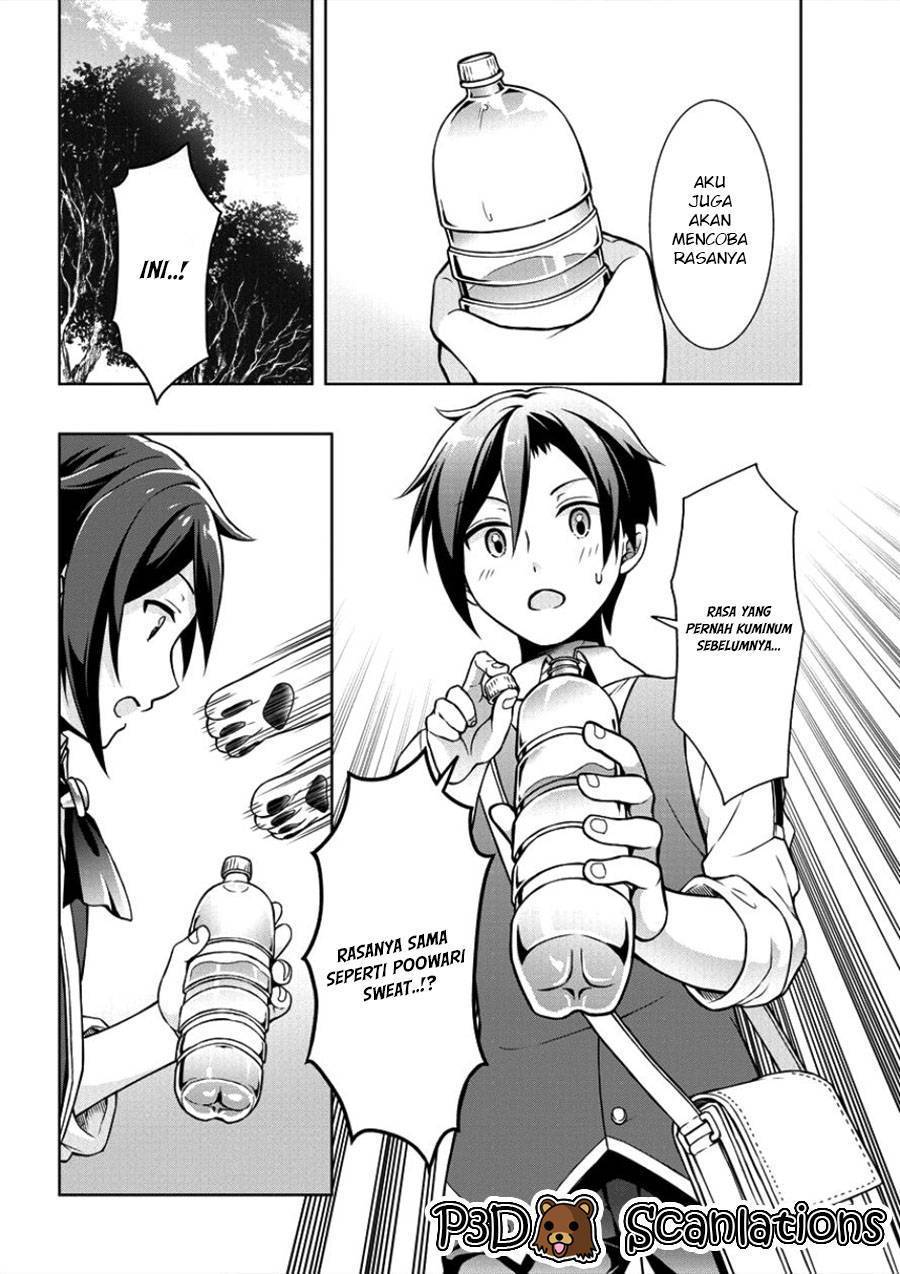 AKU
JUGA
AKAN
MENCOBA
RASANYA
INI..!
RASA YANG
PERNAH KUMINUM
SEBELUMNYA...
RASANYA SAMA
SEPERTI POOWARI
SWEAT..!?
P3D Scanlations